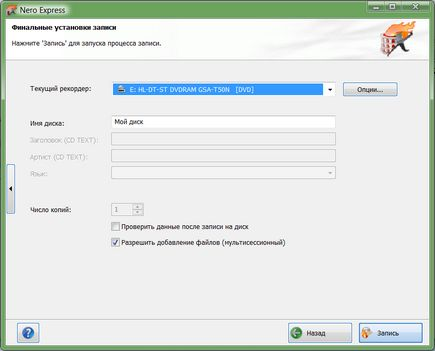 Nero Express
Финальные установки записи
Нажмите 'Запись' для запуска процесса записи.
Текущий рекордер: E: HL-DT-ST DVDRAM GSA-T50N [DVD] Опции...
Имя диска: Мой диск
Заголовок (CD TEXT):
Артист (CD TEXT):
Язык:
Число копий: 1
Проверить данные после записи на диск
Разрешить добавление файлов (мультисессионный)
Назад Запись